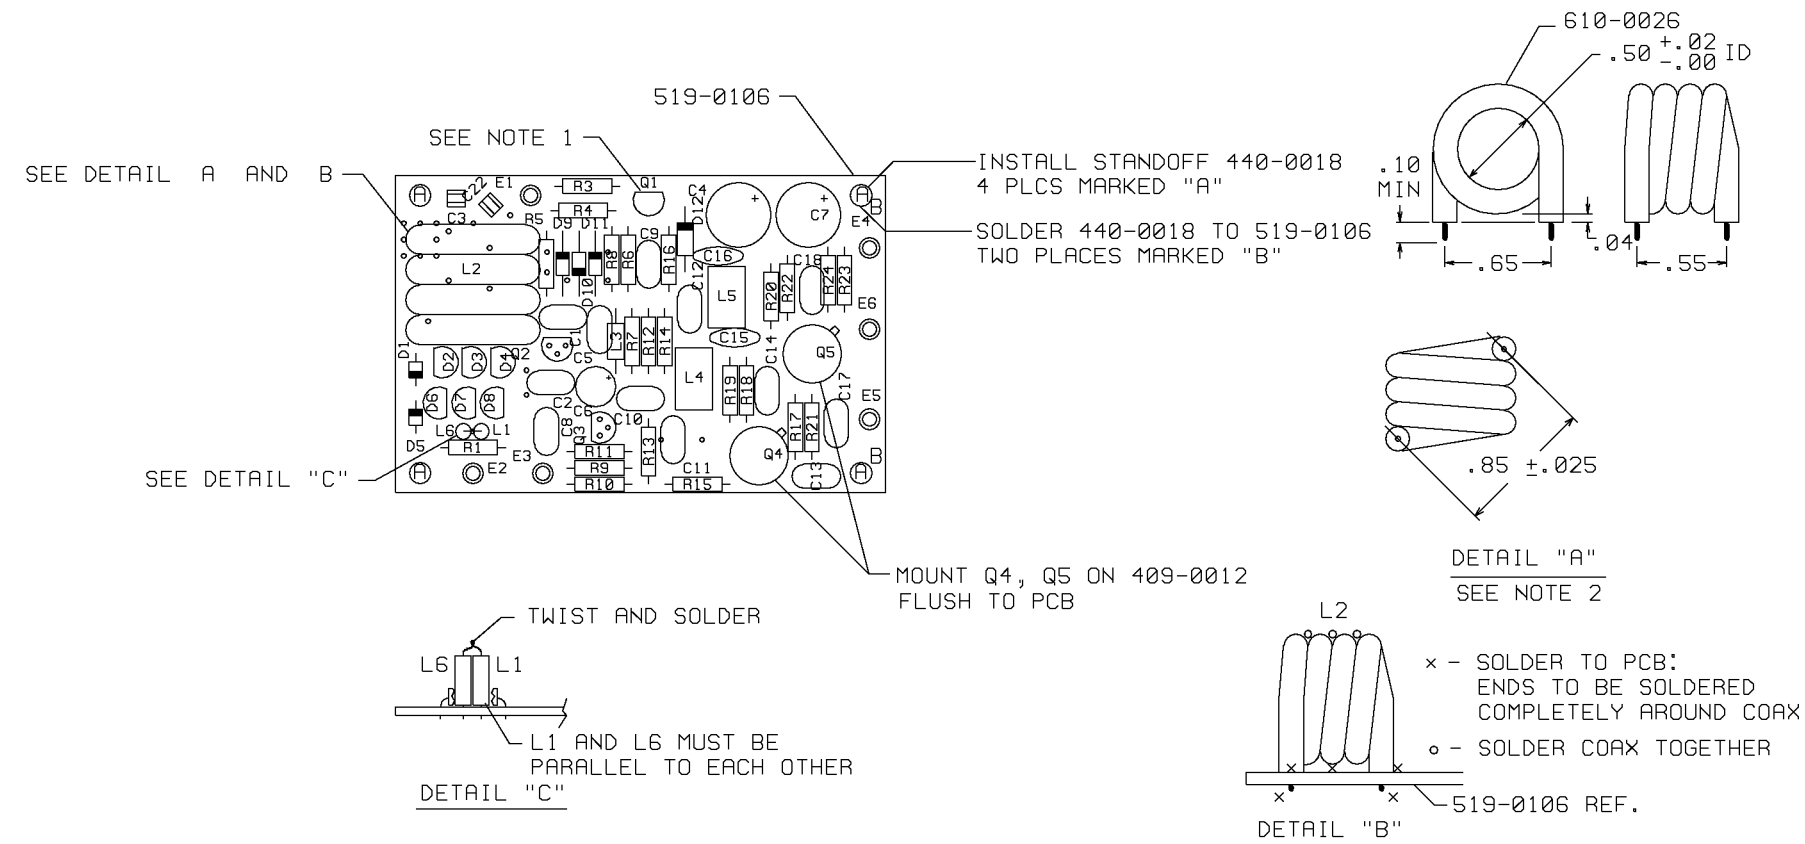 519-0106
SEE NOTE 1
SEE DETAIL A AND B
INSTALL STANDOFF 440-0018
4 PLCS MARKED "A"
SOLDER 440-0018 TO 519-0106
TWO PLACES MARKED "B"
A
C22
E1
R3
Q1
C4
A
B
C3
R5
R4
D9
D11
D12
+
+
C7
E4
L2
R8
R6
C9
R16
C16
C18
D10
C12
L5
R20
R22
R24
R23
E6
C1
L3
R7
R12
R14
C15
C14
Q5
D1
D2
D3
D4
Q2
C5
L4
+
R19
R18
C17
E5
D6
D7
D8
C2
C6
C10
C8
R17
R21
D5
L6
L1
R1
E3
Q3
R11
R13
Q4
B
A
E2
R9
C11
R10
R15
C13
A
SEE DETAIL "C"
MOUNT Q4, Q5 ON 409-0012
FLUSH TO PCB
610-0026
.50 +.02 -.00 ID
.10
MIN
.04
.65
.55
.85 ±.025
DETAIL "A"
SEE NOTE 2
TWIST AND SOLDER
L6
L1
L1 AND L6 MUST BE
PARALLEL TO EACH OTHER
DETAIL "C"
L2
× - SOLDER TO PCB:
ENDS TO BE SOLDERED
COMPLETELY AROUND COAX
o - SOLDER COAX TOGETHER
519-0106 REF.
DETAIL "B"